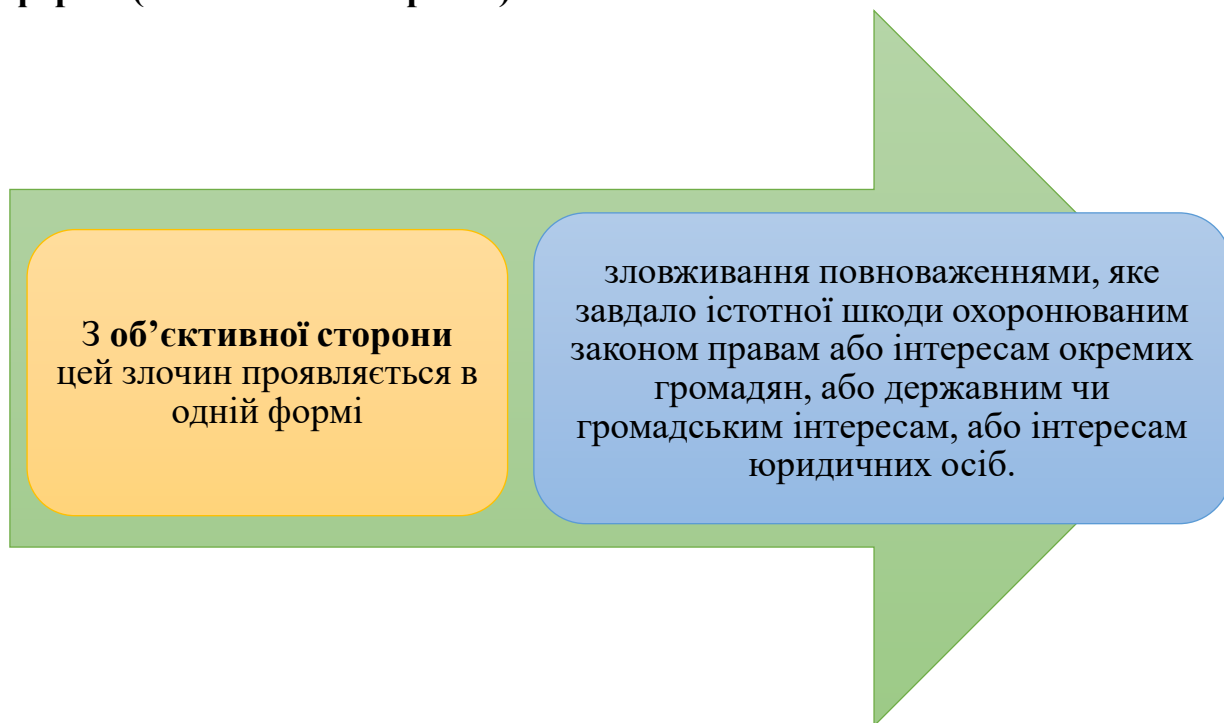 З об’єктивної сторони
цей злочин проявляється в
одній формі
зловживання повноваженнями, яке
завдало істотної шкоди охоронюваним
законом правам або інтересам окремих
громадян, або державним чи
громадським інтересам, або інтересам
юридичних осіб.